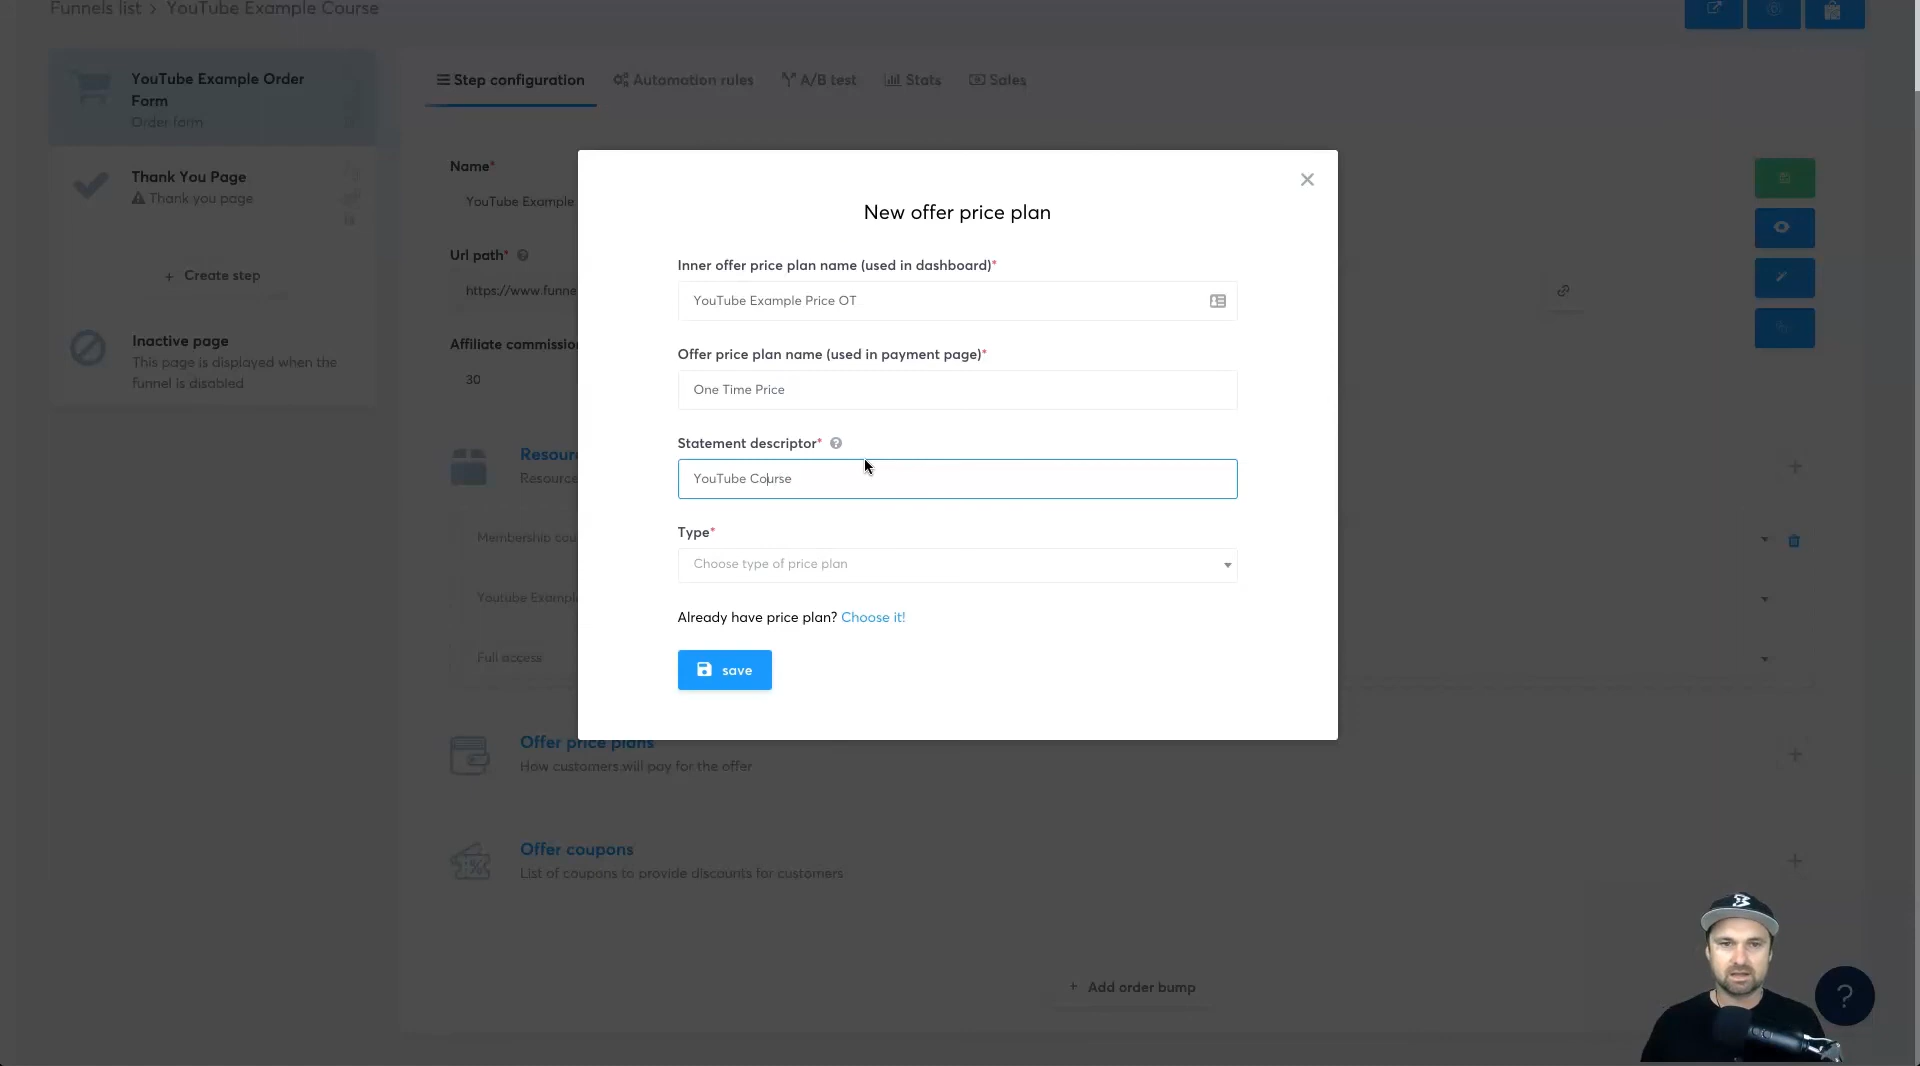 Funnels list > YouTube Example Course
YouTube Example Order
Form
Order form
Thank You Page
Thank you page
+ Create step
Inactive page
This page is displayed when the
funnel is disabled
Step configuration
Automation rules
A/B test
Stats
Sales
Name*
YouTube Example
Url path* ?
https://www.funne
Affiliate commission
30
Resour
Resource
Membership cou
Youtube Exampl
Full access
Offer price plans
How customers will pay for the offer
Offer coupons
List of coupons to provide discounts for customers
+ Add order bump
New offer price plan
Inner offer price plan name (used in dashboard)*
YouTube Example Price OT
Offer price plan name (used in payment page)*
One Time Price
Statement descriptor* ?
YouTube Course
Type*
Choose type of price plan
Already have price plan? Choose it!
save
?